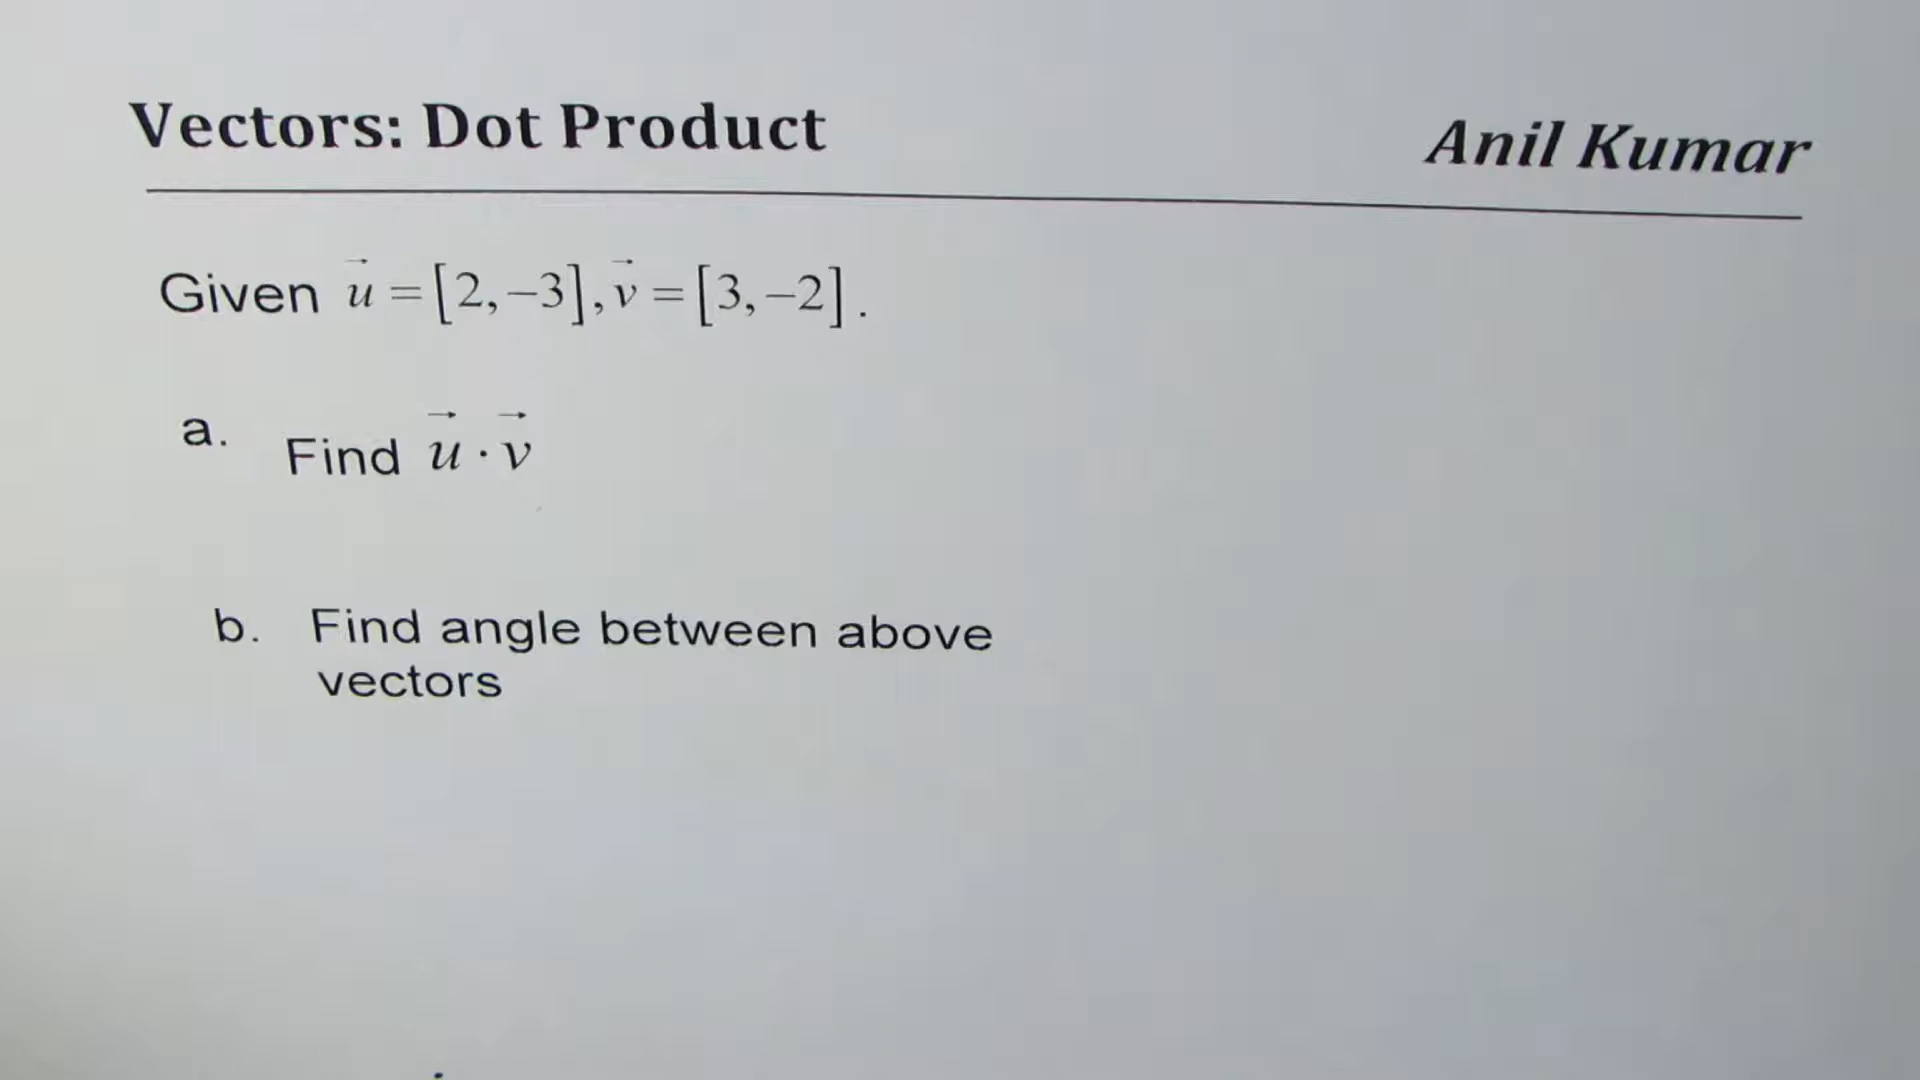 Vectors: Dot Product
Anil Kumar
Given u⃗ = [2,−3], v⃗ = [3,−2].
a. Find u⃗ · v⃗
b. Find angle between above
vectors